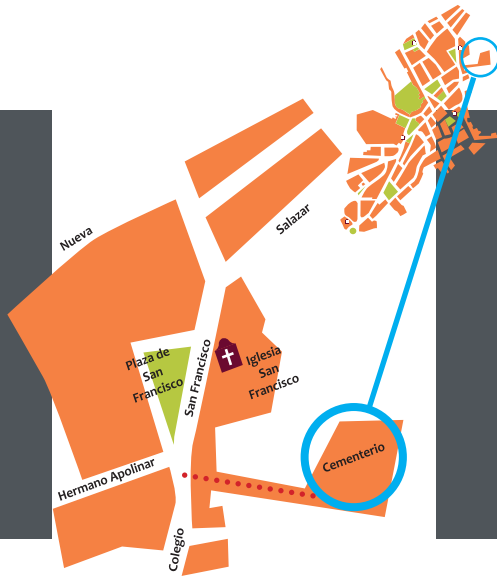 Nueva
Salazar
Plaza de
San
Francisco
San Francisco
Iglesia
San
Francisco
Cementerio
Hermano Apolinar
Colegio